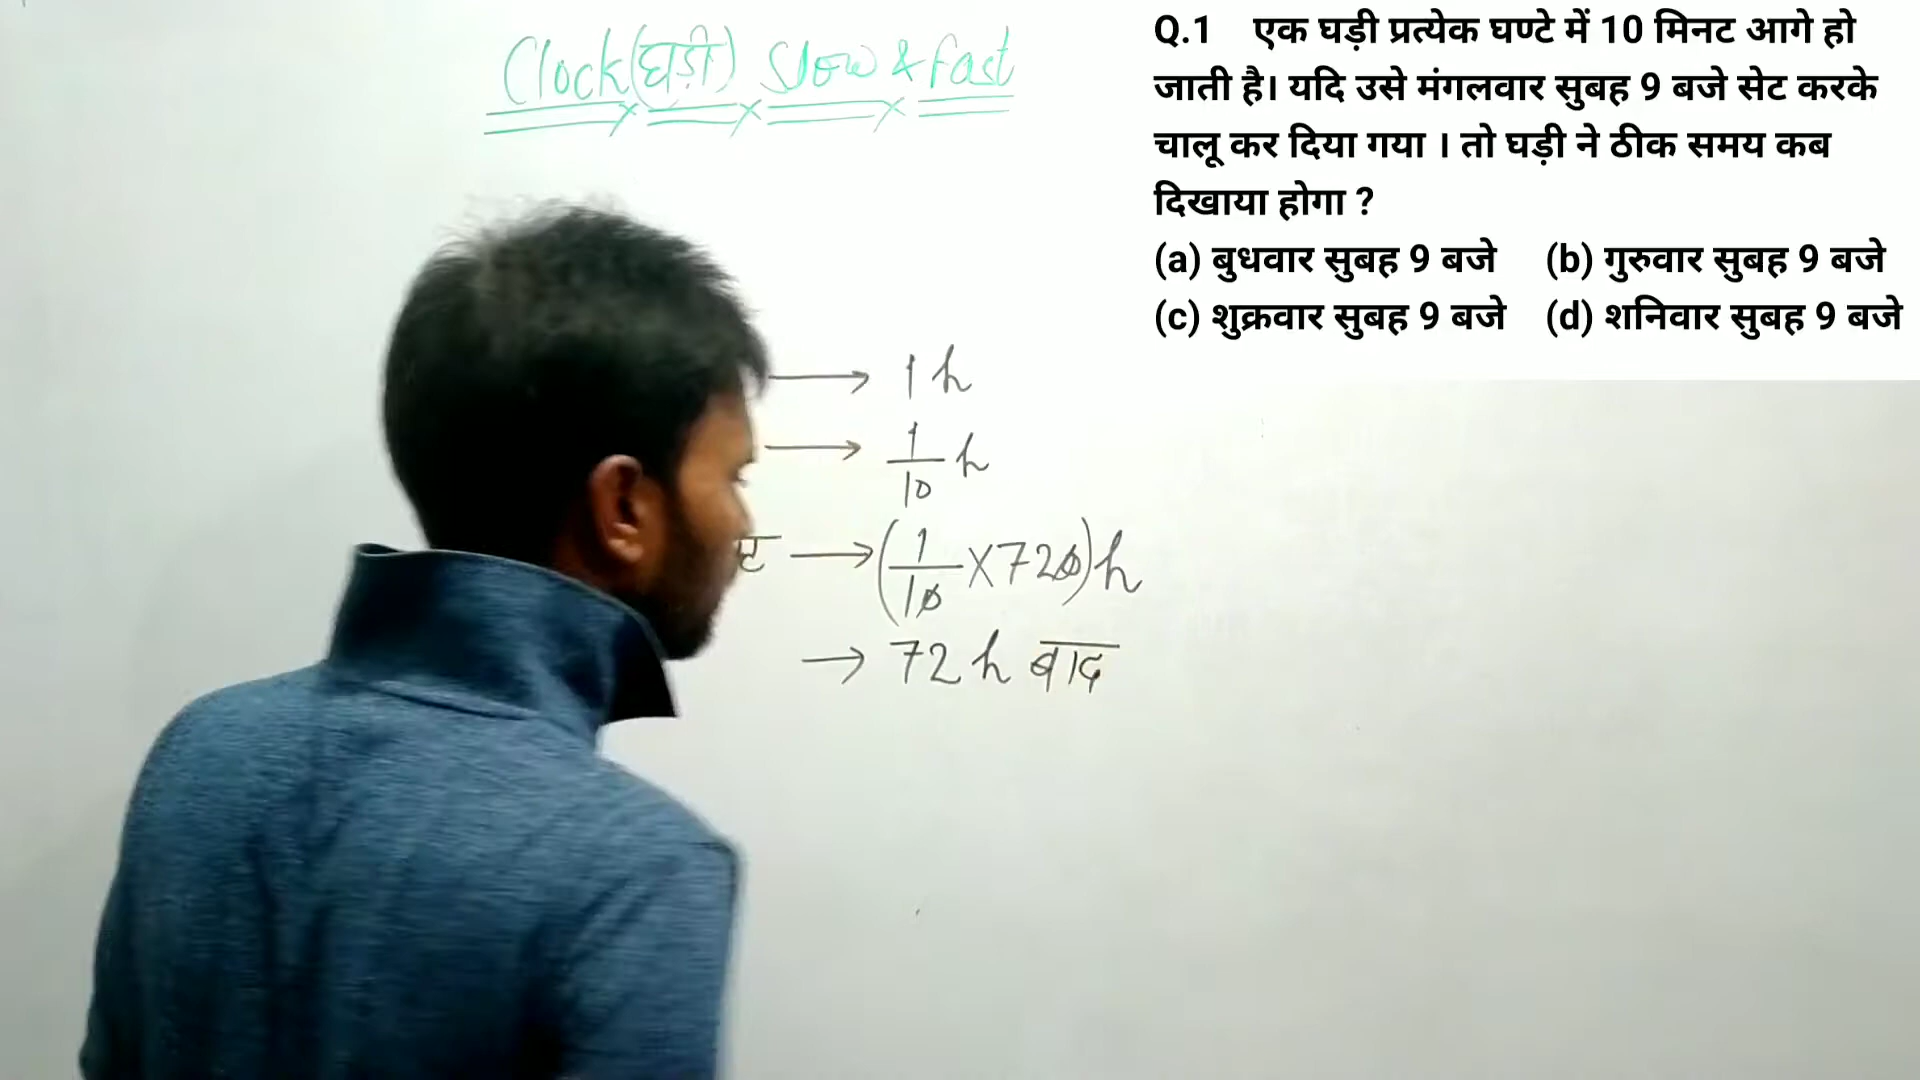 Clock(घड़ी) Slow & Fast
Q.1 एक घड़ी प्रत्येक घण्टे में 10 मिनट आगे हो
जाती है। यदि उसे मंगलवार सुबह 9 बजे सेट करके
चालू कर दिया गया । तो घड़ी ने ठीक समय कब
दिखाया होगा ?
(a) बुधवार सुबह 9 बजे (b) गुरुवार सुबह 9 बजे
(c) शुक्रवार सुबह 9 बजे (d) शनिवार सुबह 9 बजे
→ 1 h
→ 1/10 h
ट → (1/10 × 720) h
→ 72 h बाद